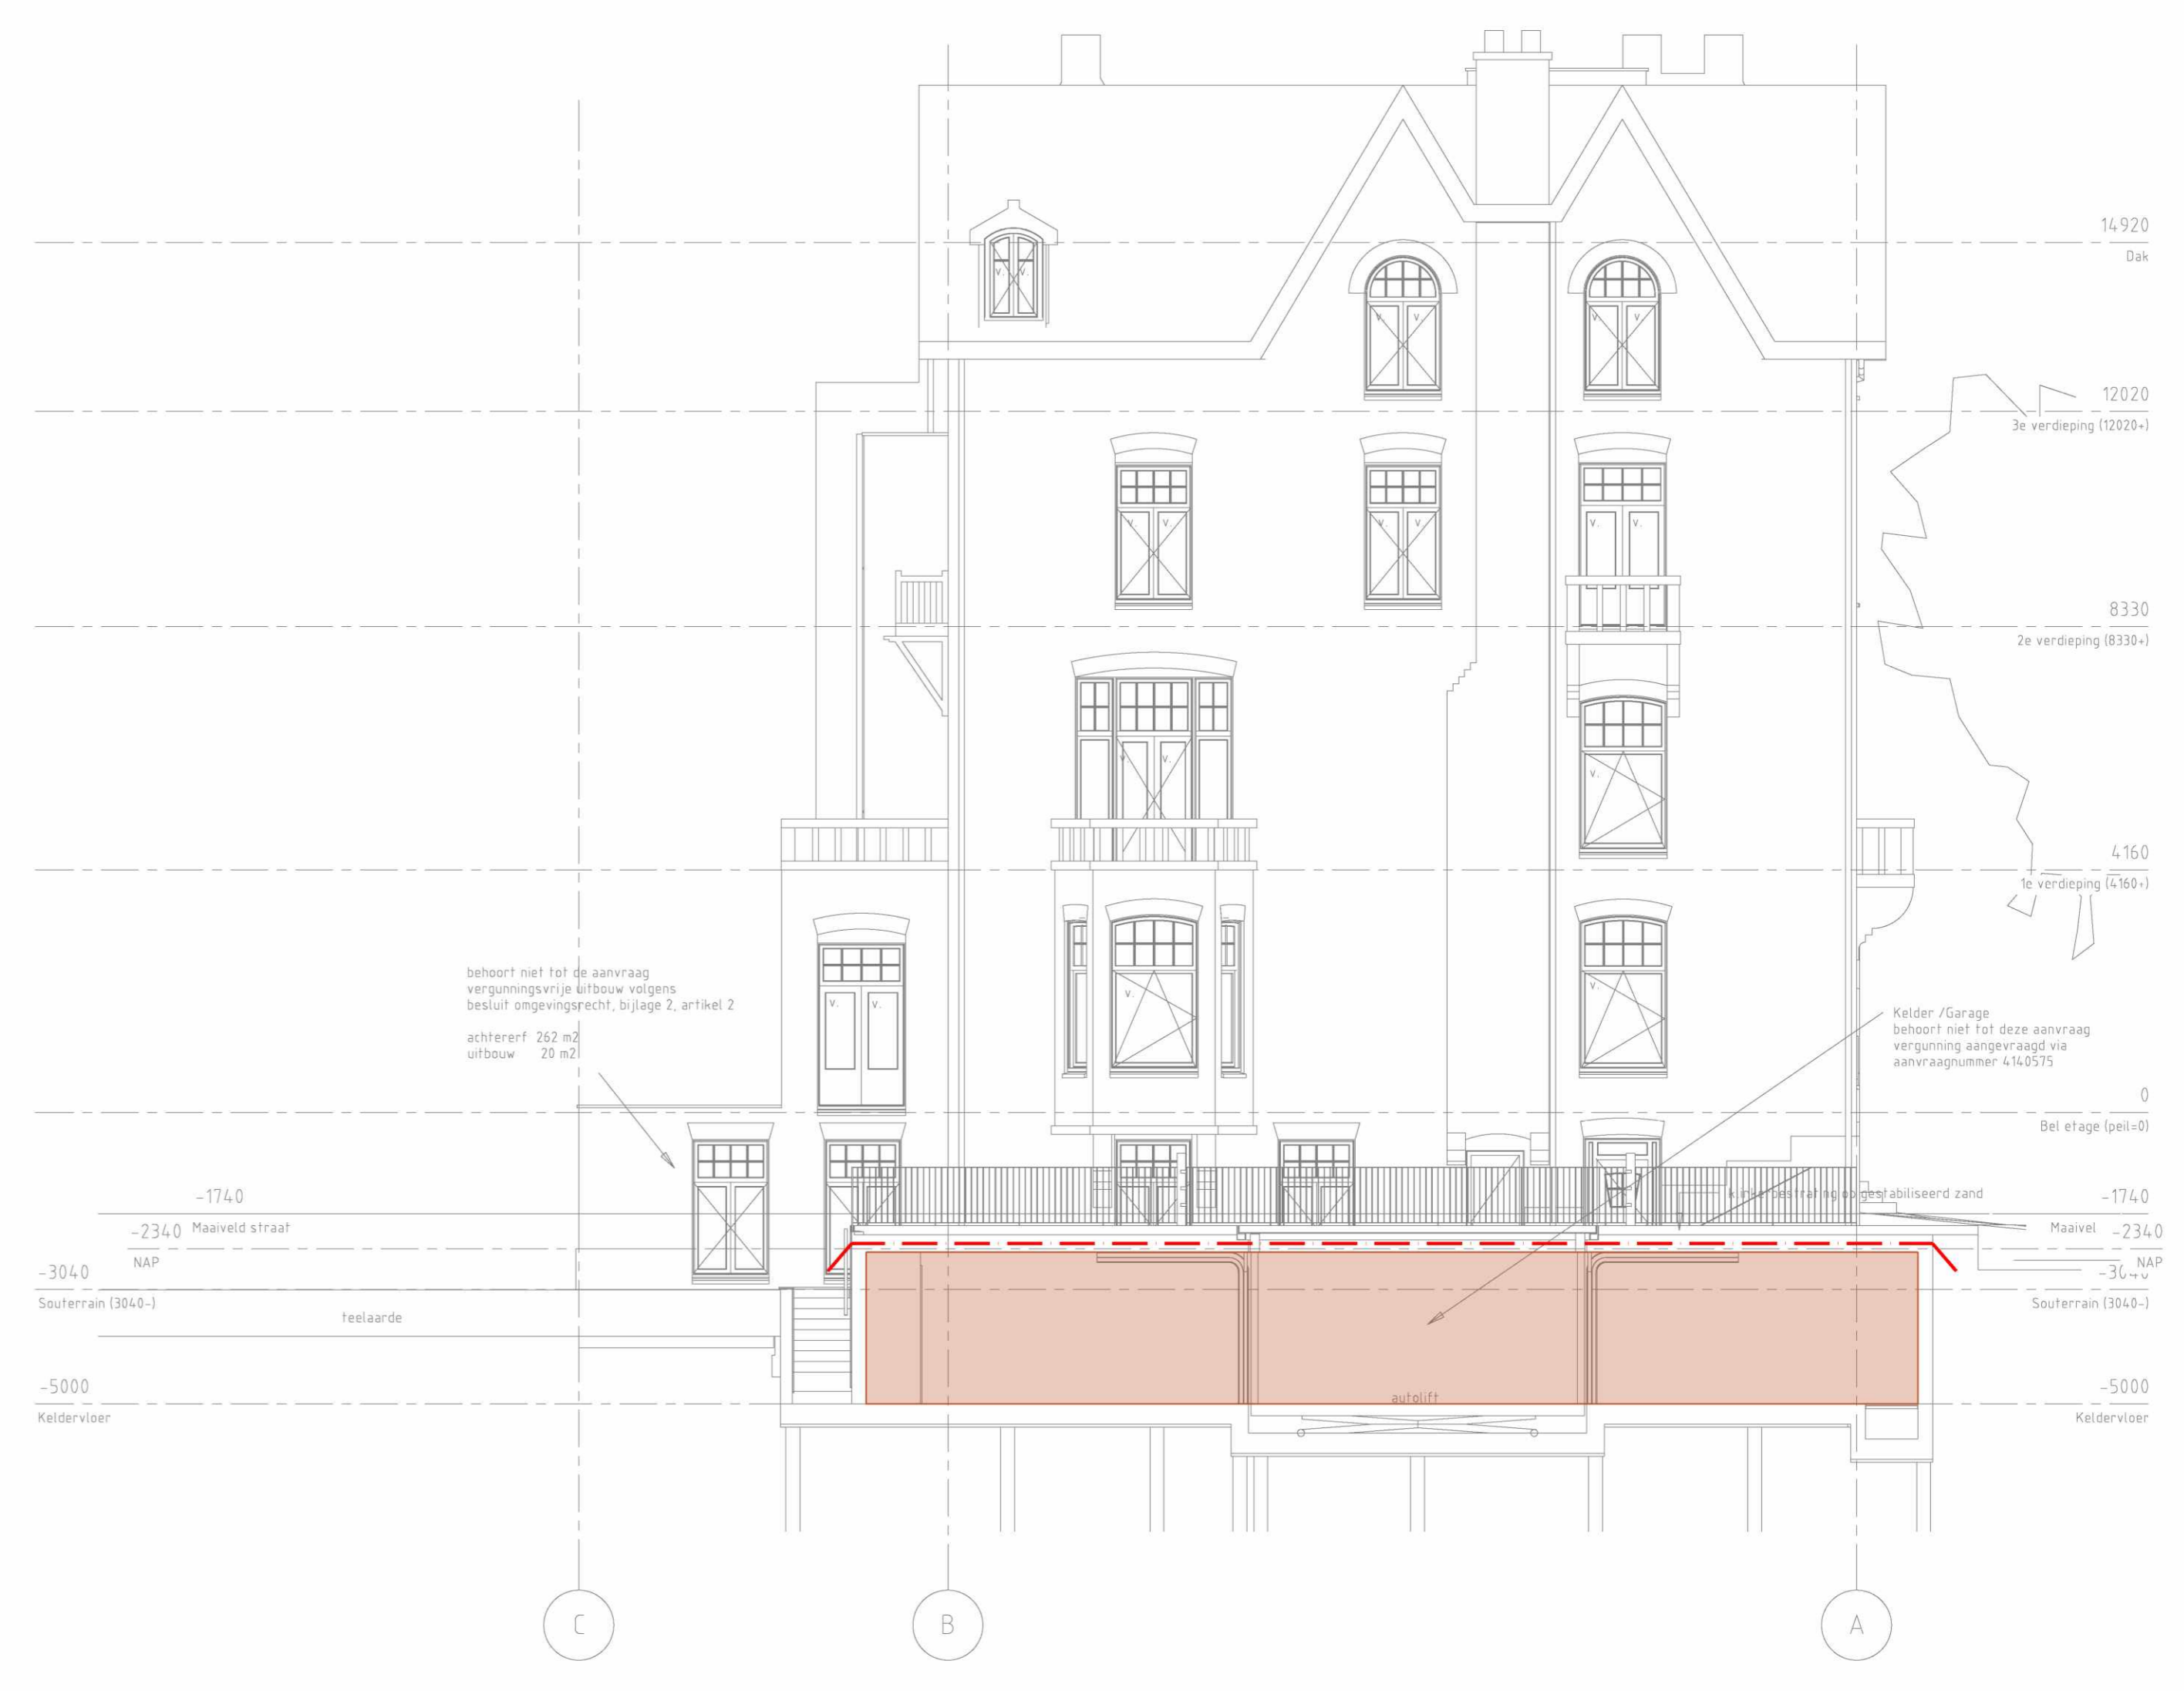 14920
Dak
12020
3e verdieping (12020+)
8330
2e verdieping (8330+)
4160
1e verdieping (4160+)
behoort niet tot de aanvraag
vergunningsvrije uitbouw volgens
besluit omgevingsrecht, bijlage 2, artikel 2
achtererf 262 m2
uitbouw 20 m2
Kelder /Garage
behoort niet tot deze aanvraag
vergunning aangevraagd via
aanvraagnummer 4140575
0
Bel etage (peil=0)
-1740
Maaiveld straat
-2340
NAP
-3040
Souterrain (3040-)
teelaarde
-5000
Keldervloer
bestrating op gestabiliseerd zand
-1740
Maaivel
-2340
NAP
Souterrain (3040-)
autolift
-5000
Keldervloer
V. V.
V. V.
V. V.
V. V.
V. V.
V. V.
V. V.
V.
V. V.
V.
V.
C
B
A